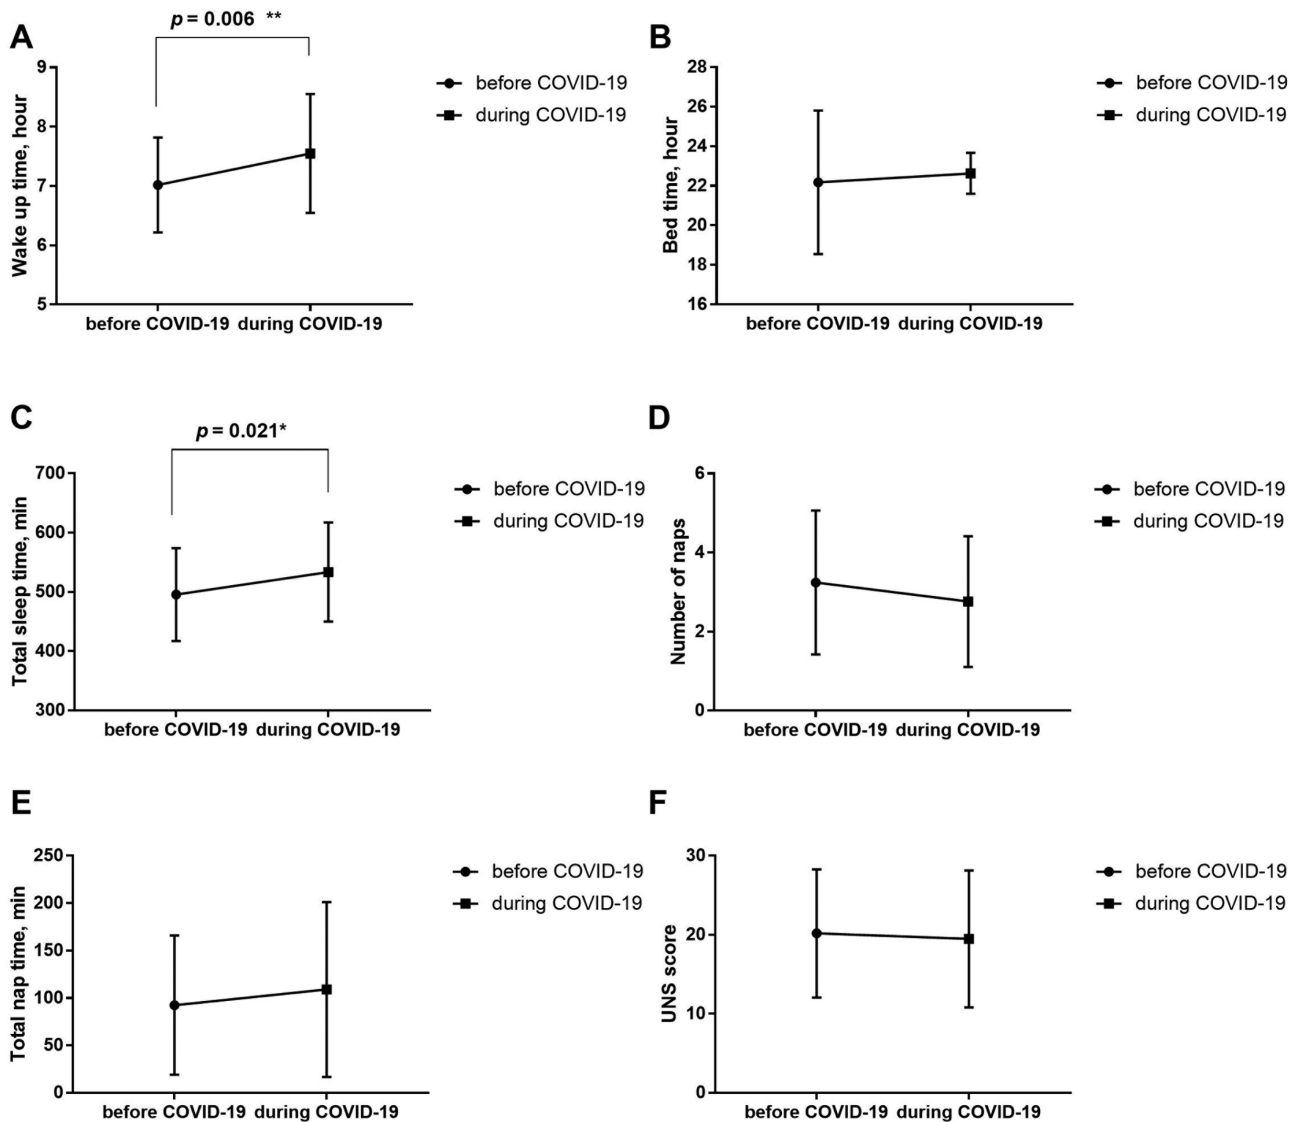 A
p = 0.006 **
Wake up time, hour
9
8
7
6
5
before COVID-19 during COVID-19
before COVID-19
during COVID-19
B
Bed time, hour
28
26
24
22
20
18
16
before COVID-19 during COVID-19
before COVID-19
during COVID-19
C
p = 0.021*
Total sleep time, min
700
600
500
400
300
before COVID-19 during COVID-19
before COVID-19
during COVID-19
D
Number of naps
6
4
2
0
before COVID-19 during COVID-19
before COVID-19
during COVID-19
E
Total nap time, min
250
200
150
100
50
0
before COVID-19 during COVID-19
before COVID-19
during COVID-19
F
UNS score
30
20
10
0
before COVID-19 during COVID-19
before COVID-19
during COVID-19